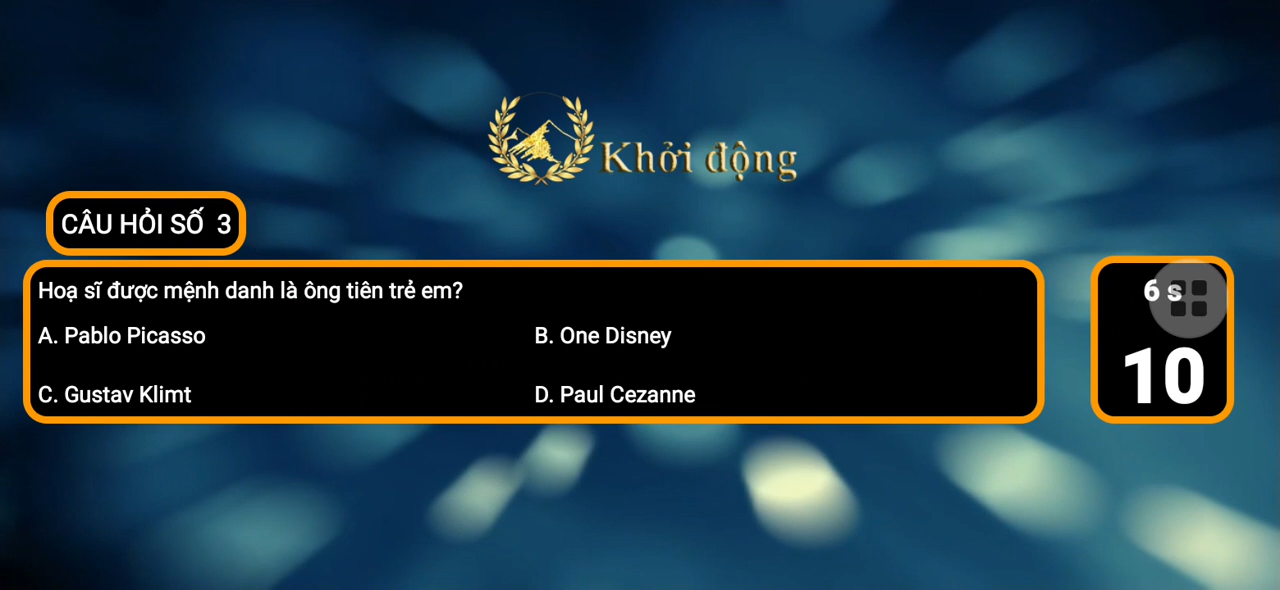 Khởi động
CÂU HỎI SỐ 3
Hoạ sĩ được mệnh danh là ông tiên trẻ em?
A. Pablo Picasso
B. One Disney
C. Gustav Klimt
D. Paul Cezanne
6 s
10